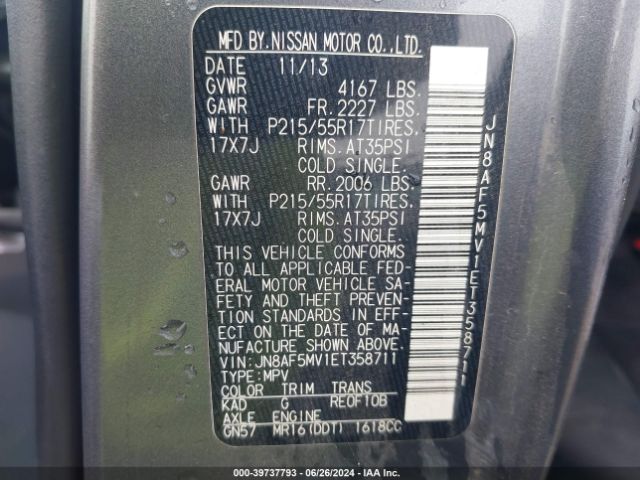 MFD BY.NISSAN MOTOR CO.,LTD.
DATE 11/13
GVWR 4167 LBS.
GAWR FR.2227 LBS.
WITH P215/55R17TIRES.
17X7J RIMS.AT35PSI
COLD SINGLE.
GAWR RR.2006 LBS.
WITH P215/55R17TIRES.
17X7J RIMS.AT35PSI
COLD SINGLE.
THIS VEHICLE CONFORMS
TO ALL APPLICABLE FED-
ERAL MOTOR VEHICLE SA-
FETY AND THEFT PREVEN-
TION STANDARDS IN EFF-
ECT ON THE DATE OF MA-
NUFACTURE SHOWN ABOVE.
VIN:JN8AF5MV1ET358711
TYPE:MPV
COLOR TRIM TRANS
KAD G RE0F10B
AXLE ENGINE
GN57 MR16(DDT) 1618CC
JN8AF5MV1ET358711
000-39737793 - 06/26/2024 - IAAI.COM